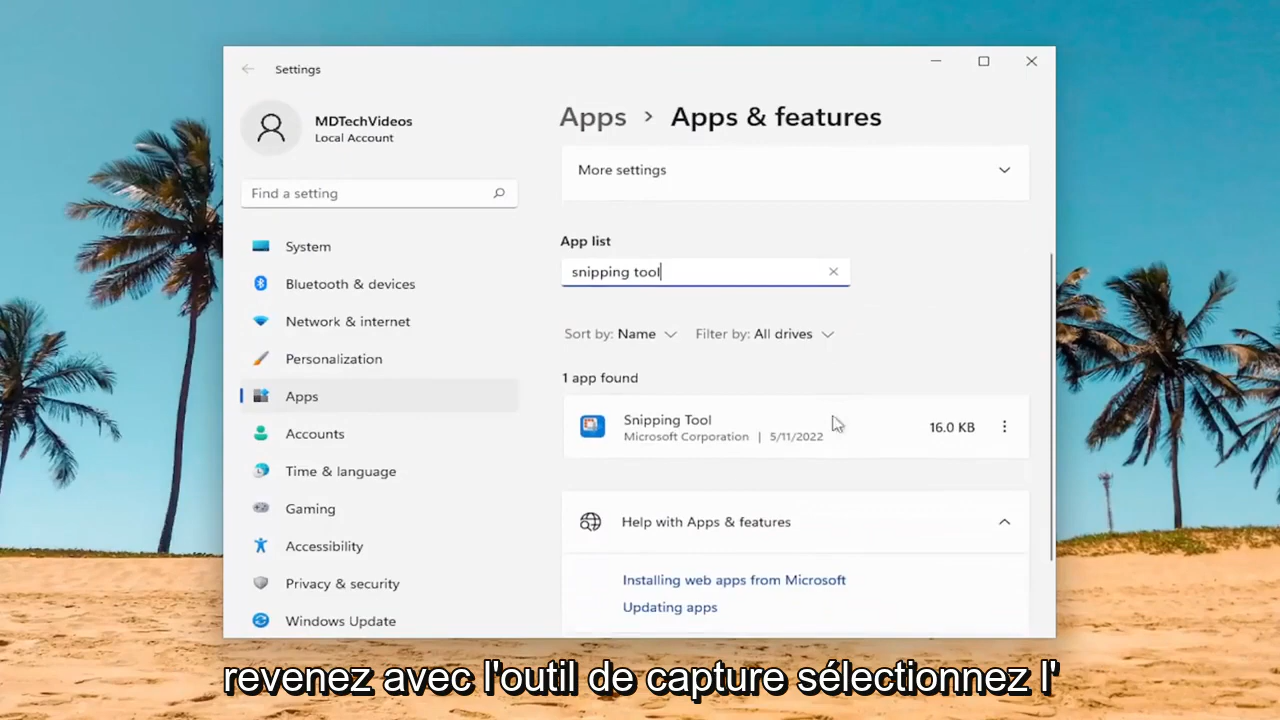 Settings
MDTechVideos
Local Account
Find a setting
System
Bluetooth & devices
Network & internet
Personalization
Apps
Accounts
Time & language
Gaming
Accessibility
Privacy & security
Windows Update
Apps > Apps & features
More settings
App list
snipping tool
Sort by: Name Filter by: All drives
1 app found
Snipping Tool
Microsoft Corporation | 5/11/2022
16.0 KB
Help with Apps & features
Installing web apps from Microsoft
Updating apps
revenez avec l'outil de capture sélectionnez l'